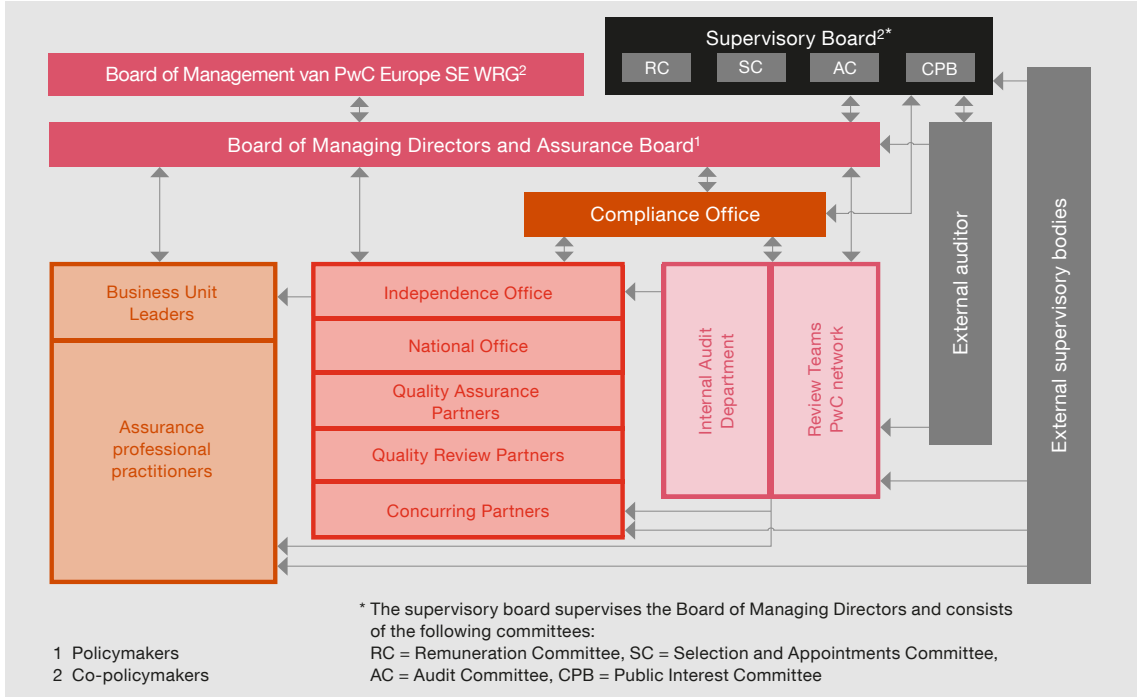 Supervisory Board2*
RC
SC
AC
CPB
Board of Management van PwC Europe SE WRG2
Board of Managing Directors and Assurance Board1
Compliance Office
Business Unit
Leaders
Assurance
professional
practitioners
Independence Office
National Office
Quality Assurance
Partners
Quality Review Partners
Concurring Partners
Internal Audit
Department
Review Teams
PwC network
External auditor
External supervisory bodies
* The supervisory board supervises the Board of Managing Directors and consists
of the following committees:
RC = Remuneration Committee, SC = Selection and Appointments Committee,
AC = Audit Committee, CPB = Public Interest Committee
1 Policymakers
2 Co-policymakers